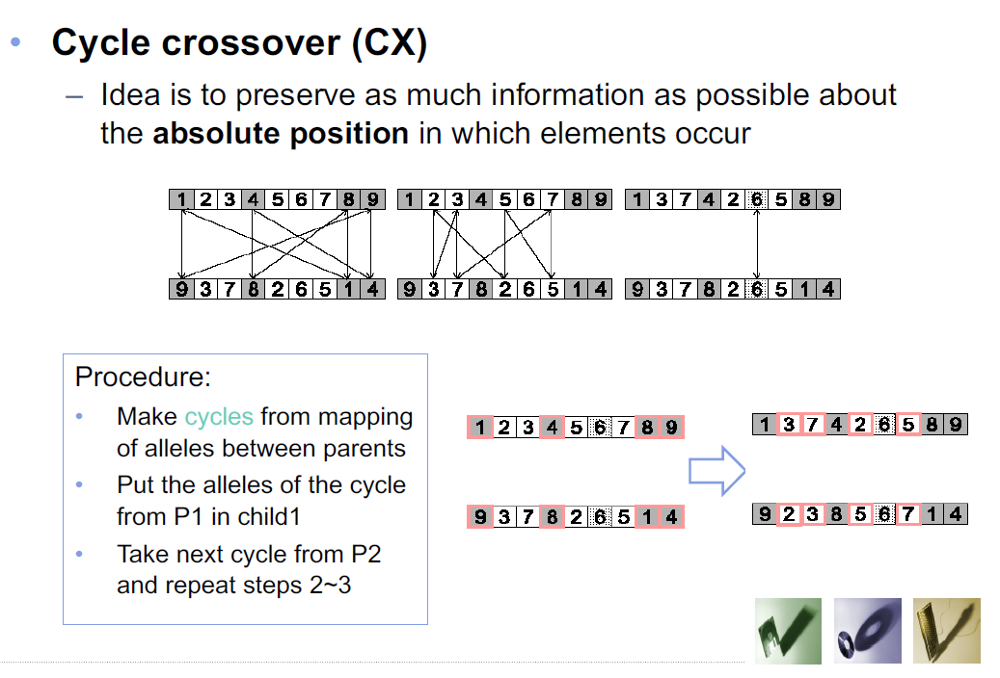 • Cycle crossover (CX)
– Idea is to preserve as much information as possible about
the absolute position in which elements occur
1 2 3 4 5 6 7 8 9
1 2 3 4 5 6 7 8 9
1 3 7 4 2 6 5 8 9
9 3 7 8 2 6 5 1 4
9 3 7 8 2 6 5 1 4
9 3 7 8 2 6 5 1 4
Procedure:
• Make cycles from mapping
of alleles between parents
• Put the alleles of the cycle
from P1 in child1
• Take next cycle from P2
and repeat steps 2~3
1 2 3 4 5 6 7 8 9
9 3 7 8 2 6 5 1 4
1 3 7 4 2 6 5 8 9
9 2 3 8 5 6 7 1 4